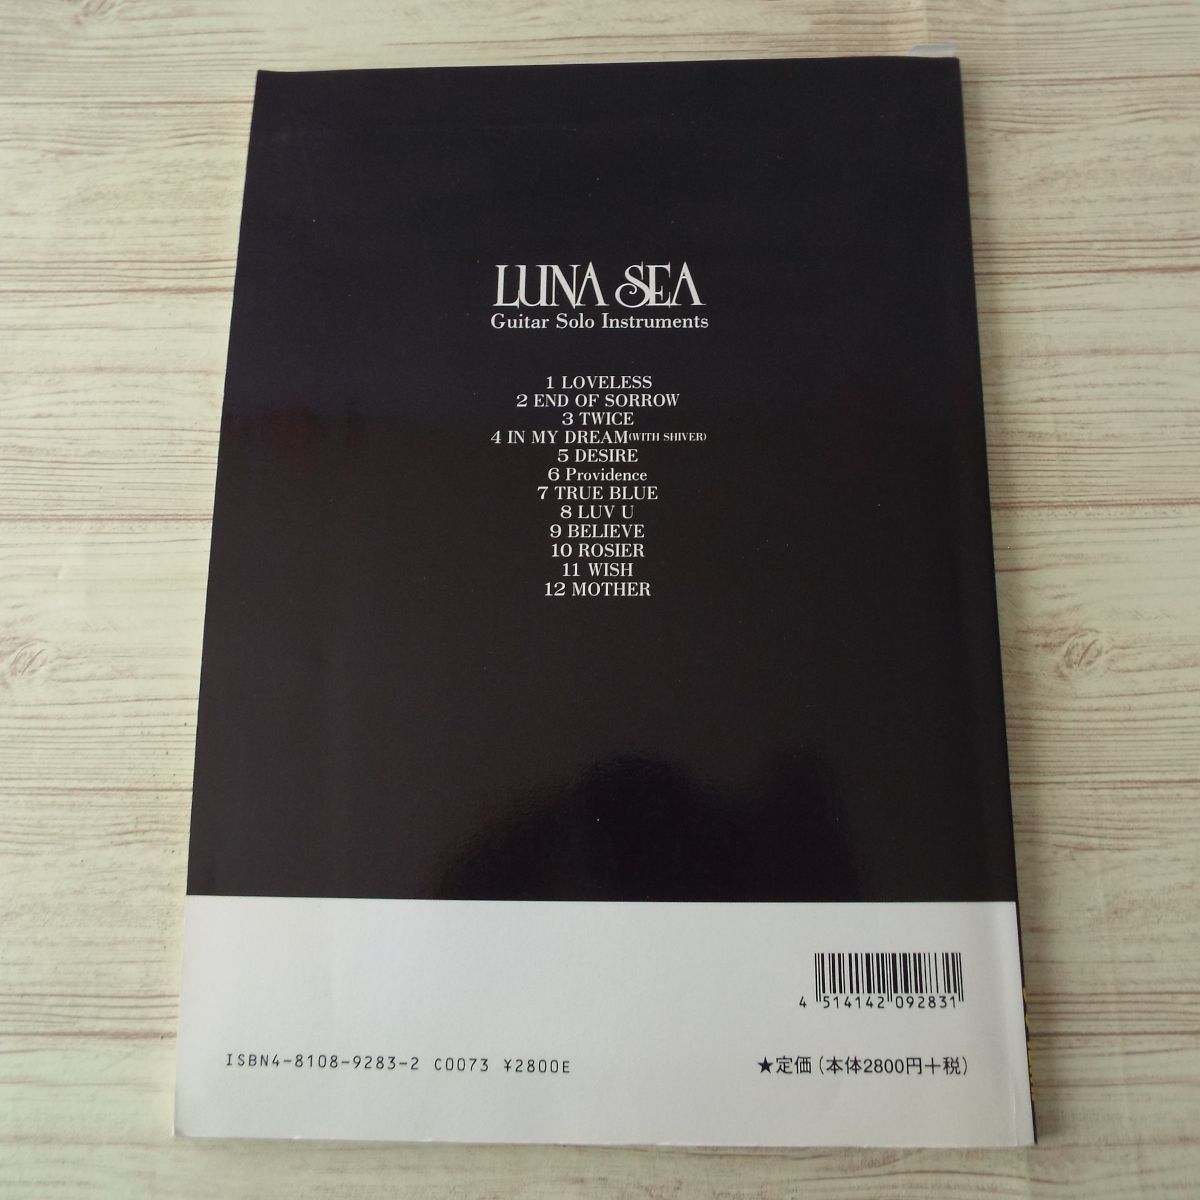 LUNA SEA
Guitar Solo Instruments
1 LOVELESS
2 END OF SORROW
3 TWICE
4 IN MY DREAM(WITH SHIVER)
5 DESIRE
6 Providence
7 TRUE BLUE
8 LUV U
9 BELIEVE
10 ROSIER
11 WISH
12 MOTHER
4 514142 092831
ISBN4-8108-9283-2 C0073 ¥2800E
★定価(本体2800円+税)